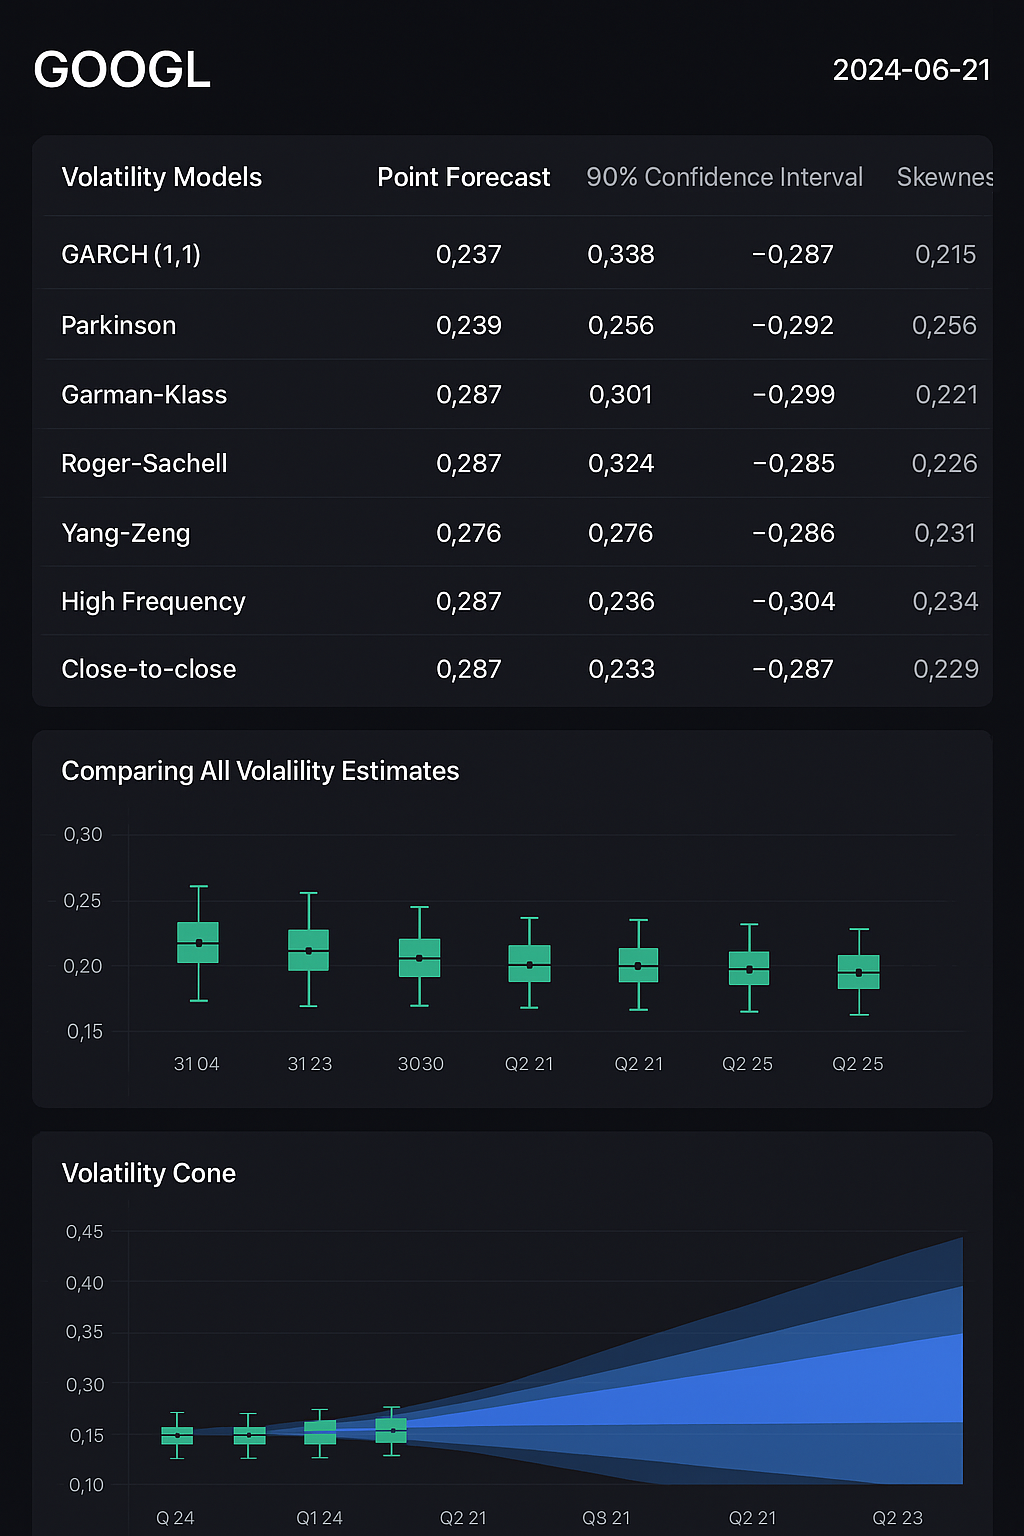 GOOGL 2024-06-21
Volatility Models Point Forecast 90% Confidence Interval Skewnes
GARCH (1,1) 0,237 0,338 −0,287 0,215
Parkinson 0,239 0,256 −0,292 0,256
Garman-Klass 0,287 0,301 −0,299 0,221
Roger-Sachell 0,287 0,324 −0,285 0,226
Yang-Zeng 0,276 0,276 −0,286 0,231
High Frequency 0,287 0,236 −0,304 0,234
Close-to-close 0,287 0,233 −0,287 0,229
Comparing All Volalility Estimates
0,30
0,25
0,20
0,15
3104 3123 3030 Q2 21 Q2 21 Q2 25 Q2 25
Volatility Cone
0,45
0,40
0,35
0,30
0,15
0,10
Q 24 Q1 24 Q2 21 Q3 21 Q2 21 Q2 23